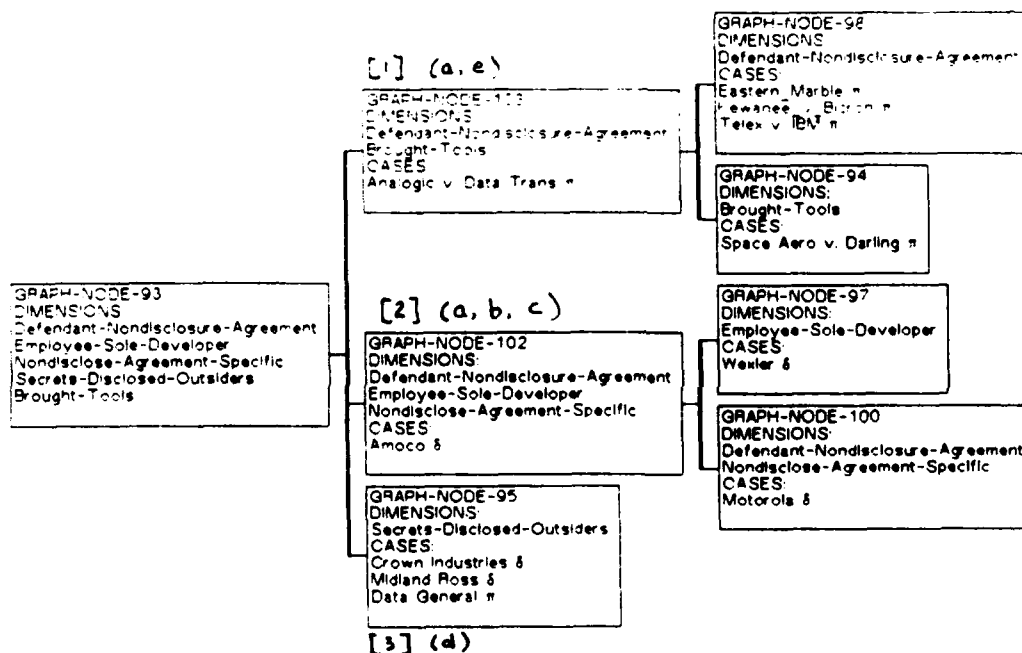 GRAPH-NODE-93
DIMENSIONS
Defendant-Nondisclosure-Agreement
Employee-Sole-Developer
Nondisclose-Agreement-Specific
Secrets-Disclosed-Outsiders
Brought-Tools
[1] (a, e)
GRAPH-NODE-103
DIMENSIONS
Defendant-Nondisclosure-Agreement
Brought-Tools
CASES
Analogic v. Data Trans π
[2] (a, b, c)
GRAPH-NODE-102
DIMENSIONS:
Defendant-Nondisclosure-Agreement
Employee-Sole-Developer
Nondisclose-Agreement-Specific
CASES:
Amoco δ
GRAPH-NODE-95
DIMENSIONS:
Secrets-Disclosed-Outsiders
CASES:
Crown Industries δ
Midland Ross δ
Data General π
[3] (d)
GRAPH-NODE-98
DIMENSIONS
Defendant-Nondisclosure-Agreement
CASES:
Eastern Marble π
Kewanee v. Bicron π
Telex v IBM π
GRAPH-NODE-94
DIMENSIONS:
Brought-Tools
CASES:
Space Aero v. Darling π
GRAPH-NODE-97
DIMENSIONS:
Employee-Sole-Developer
CASES:
Wexler δ
GRAPH-NODE-100
DIMENSIONS:
Defendant-Nondisclosure-Agreement
Nondisclose-Agreement-Specific
CASES:
Motorola δ